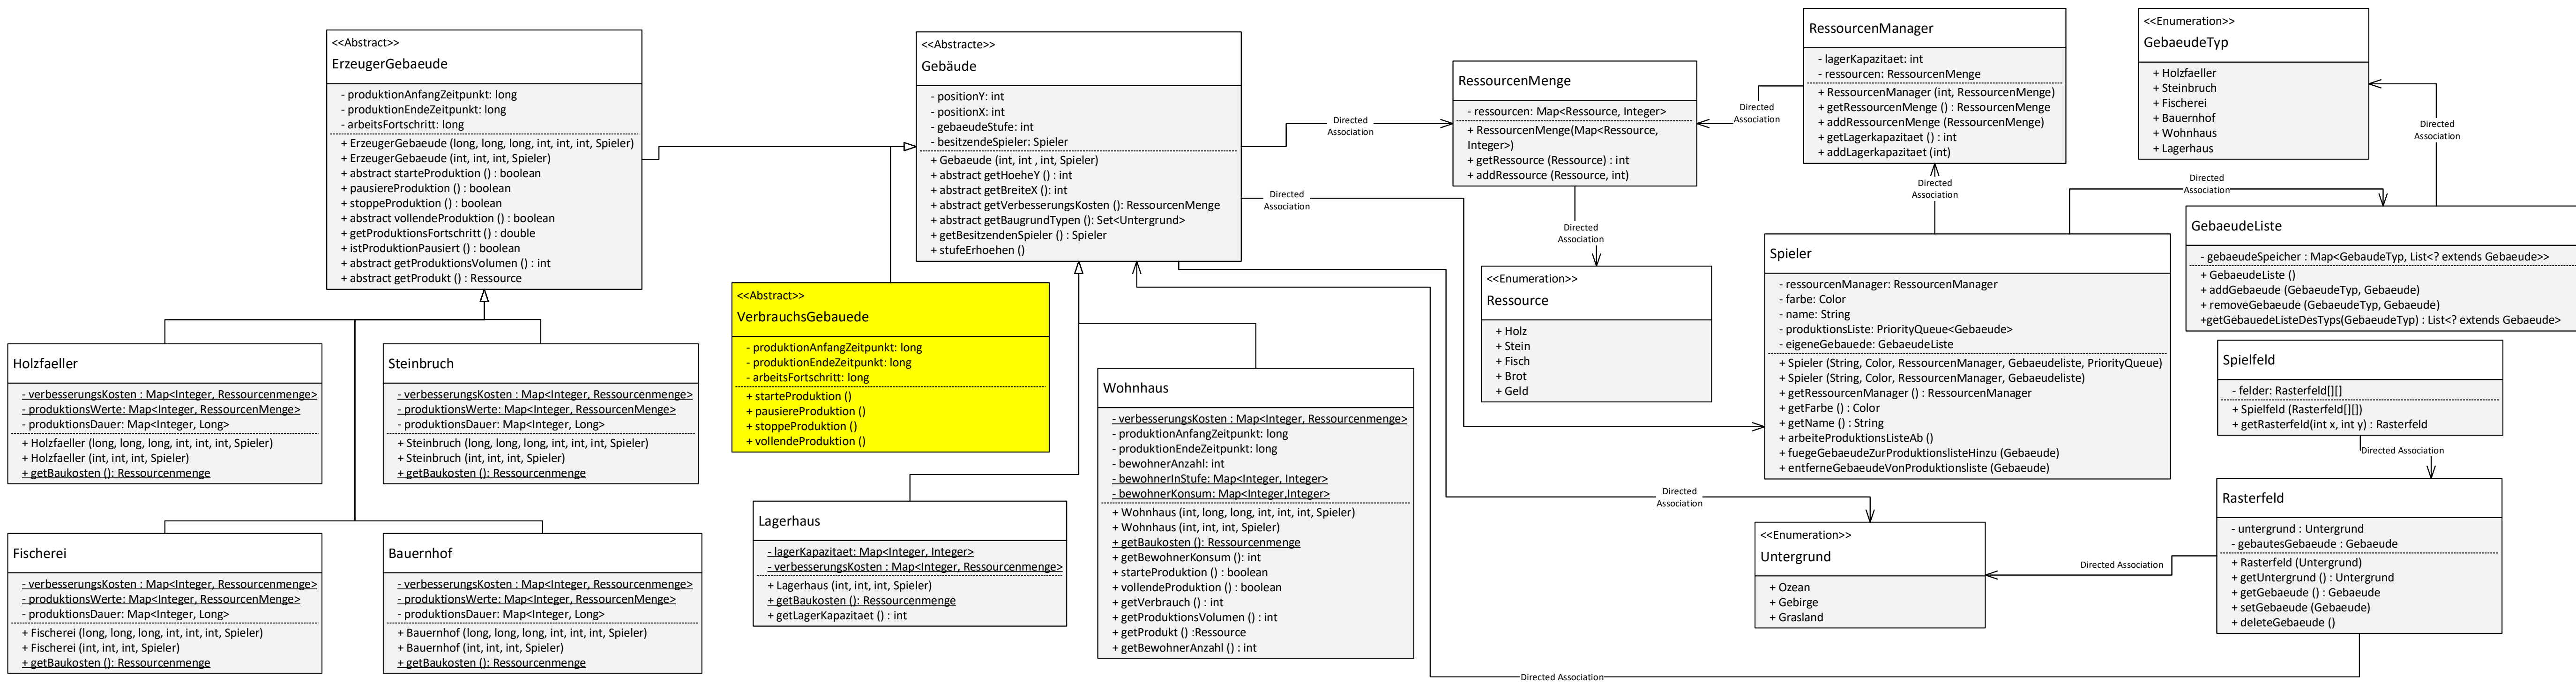 <<Abstract>>
ErzeugerGebaeude
- produktionAnfangZeitpunkt: long
- produktionEndeZeitpunkt: long
- arbeitsFortschritt: long
+ ErzeugerGebaeude (long, long, long, int, int, int, Spieler)
+ ErzeugerGebaeude (int, int, int, Spieler)
+ abstract starteProduktion () : boolean
+ pausiereProduktion () : boolean
+ stoppeProduktion () : boolean
+ abstract vollendeProduktion () : boolean
+ getProduktionsFortschritt () : double
+ istProduktionPausiert () : boolean
+ abstract getProduktionsVolumen () : int
+ abstract getProdukt () : Ressource
Holzfaeller
- verbesserungsKosten : Map<Integer, Ressourcenmenge>
- produktionsWerte: Map<Integer, RessourcenMenge>
- produktionsDauer: Map<Integer, Long>
+ Holzfaeller (long, long, long, int, int, int, Spieler)
+ Holzfaeller (int, int, int, Spieler)
+ getBaukosten (): Ressourcenmenge
Steinbruch
- verbesserungsKosten : Map<Integer, Ressourcenmenge>
- produktionsWerte: Map<Integer, RessourcenMenge>
- produktionsDauer: Map<Integer, Long>
+ Steinbruch (long, long, long, int, int, int, Spieler)
+ Steinbruch (int, int, int, Spieler)
+ getBaukosten (): Ressourcenmenge
Fischerei
- verbesserungsKosten : Map<Integer, Ressourcenmenge>
- produktionsWerte: Map<Integer, RessourcenMenge>
- produktionsDauer: Map<Integer, Long>
+ Fischerei (long, long, long, int, int, int, Spieler)
+ Fischerei (int, int, int, Spieler)
+ getBaukosten (): Ressourcenmenge
Bauernhof
- verbesserungsKosten : Map<Integer, Ressourcenmenge>
- produktionsWerte: Map<Integer, RessourcenMenge>
- produktionsDauer: Map<Integer, Long>
+ Bauernhof (long, long, long, int, int, int, Spieler)
+ Bauernhof (int, int, int, Spieler)
+ getBaukosten (): Ressourcenmenge
<<Abstracte>>
Gebäude
- positionY: int
- positionX: int
- gebaeudeStufe: int
- besitzendeSpieler: Spieler
+ Gebaeude (int, int , int, Spieler)
+ abstract getHoeheY () : int
+ abstract getBreiteX (): int
+ abstract getVerbesserungsKosten (): RessourcenMenge
+ abstract getBaugrundTypen (): Set<Untergrund>
+ getBesitzendenSpieler () : Spieler
+ stufeErhoehen ()
<<Abstract>>
VerbrauchsGebauede
- produktionAnfangZeitpunkt: long
- produktionEndeZeitpunkt: long
- arbeitsFortschritt: long
+ starteProduktion ()
+ pausiereProduktion ()
+ stoppeProduktion ()
+ vollendeProduktion ()
Lagerhaus
- lagerKapazitaet: Map<Integer, Integer>
- verbesserungsKosten : Map<Integer, Ressourcenmenge>
+ Lagerhaus (int, int, int, Spieler)
+ getBaukosten (): Ressourcenmenge
+ getLagerKapazitaet () : int
Wohnhaus
- verbesserungsKosten : Map<Integer, Ressourcenmenge>
- produktionAnfangZeitpunkt: long
- produktionEndeZeitpunkt: long
- bewohnerAnzahl: int
- bewohnerInStufe: Map<Integer, Integer>
- bewohnerKonsum: Map<Integer,Integer>
+ Wohnhaus (int, long, long, int, int, int, Spieler)
+ Wohnhaus (int, int, int, Spieler)
+ getBaukosten (): Ressourcenmenge
+ getBewohnerKonsum (): int
+ starteProduktion () : boolean
+ vollendeProduktion () : boolean
+ getVerbrauch () : int
+ getProduktionsVolumen () : int
+ getProdukt () :Ressource
+ getBewohnerAnzahl () : int
Directed
Association
Directed
Association
RessourcenMenge
- ressourcen: Map<Ressource, Integer>
+ RessourcenMenge(Map<Ressource,
Integer>)
+ getRessource (Ressource) : int
+ addRessource (Ressource, int)
Directed
Association
<<Enumeration>>
Ressource
+ Holz
+ Stein
+ Fisch
+ Brot
+ Geld
Directed
Association
RessourcenManager
- lagerKapazitaet: int
- ressourcen: RessourcenMenge
+ RessourcenManager (int, RessourcenMenge)
+ getRessourcenMenge () : RessourcenMenge
+ addRessourcenMenge (RessourcenMenge)
+ getLagerkapazitaet () : int
+ addLagerkapazitaet (int)
Directed
Association
Directed
Association
Spieler
- ressourcenManager: RessourcenManager
- farbe: Color
- name: String
- produktionsListe: PriorityQueue<Gebaeude>
- eigeneGebauede: GebaeudeListe
+ Spieler (String, Color, RessourcenManager, Gebaeudeliste, PriorityQueue)
+ Spieler (String, Color, RessourcenManager, Gebaeudeliste)
+ getRessourcenManager () : RessourcenManager
+ getFarbe () : Color
+ getName () : String
+ arbeiteProduktionsListeAb ()
+ fuegeGebaeudeZurProduktionslisteHinzu (Gebaeude)
+ entferneGebaeudeVonProduktionsliste (Gebaeude)
Directed
Association
<<Enumeration>>
Untergrund
+ Ozean
+ Gebirge
+ Grasland
<<Enumeration>>
GebaeudeTyp
+ Holzfaeller
+ Steinbruch
+ Fischerei
+ Bauernhof
+ Wohnhaus
+ Lagerhaus
Directed
Association
GebaeudeListe
- gebaeudeSpeicher : Map<GebaudeTyp, List<? extends Gebaeude>>
+ GebaeudeListe ()
+ addGebaeude (GebaeudeTyp, Gebaeude)
+ removeGebaeude (GebaeudeTyp, Gebaeude)
+getGebauedeListeDesTyps(GebaeudeTyp) : List<? extends Gebaeude>
Spielfeld
- felder: Rasterfeld[][]
+ Spielfeld (Rasterfeld[][])
+ getRasterfeld(int x, int y) : Rasterfeld
Directed Association
Rasterfeld
- untergrund : Untergrund
- gebautesGebaeude : Gebaeude
+ Rasterfeld (Untergrund)
+ getUntergrund () : Untergrund
+ getGebaeude () : Gebaeude
+ setGebaeude (Gebaeude)
+ deleteGebaeude ()
Directed Association
Directed Association